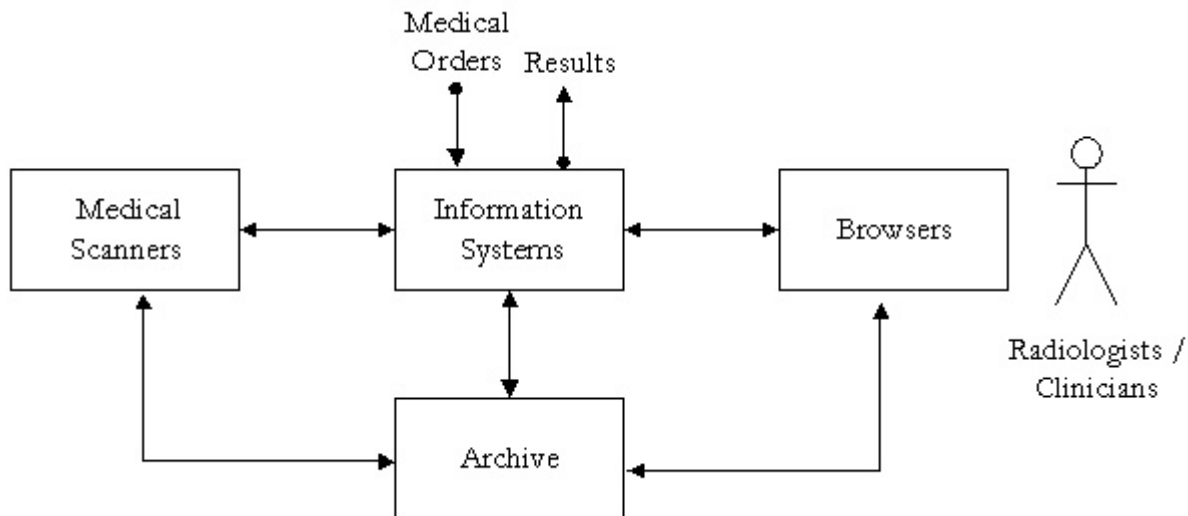 Medical
Orders
Results
Medical
Scanners
Information
Systems
Browsers
Radiologists /
Clinicians
Archive